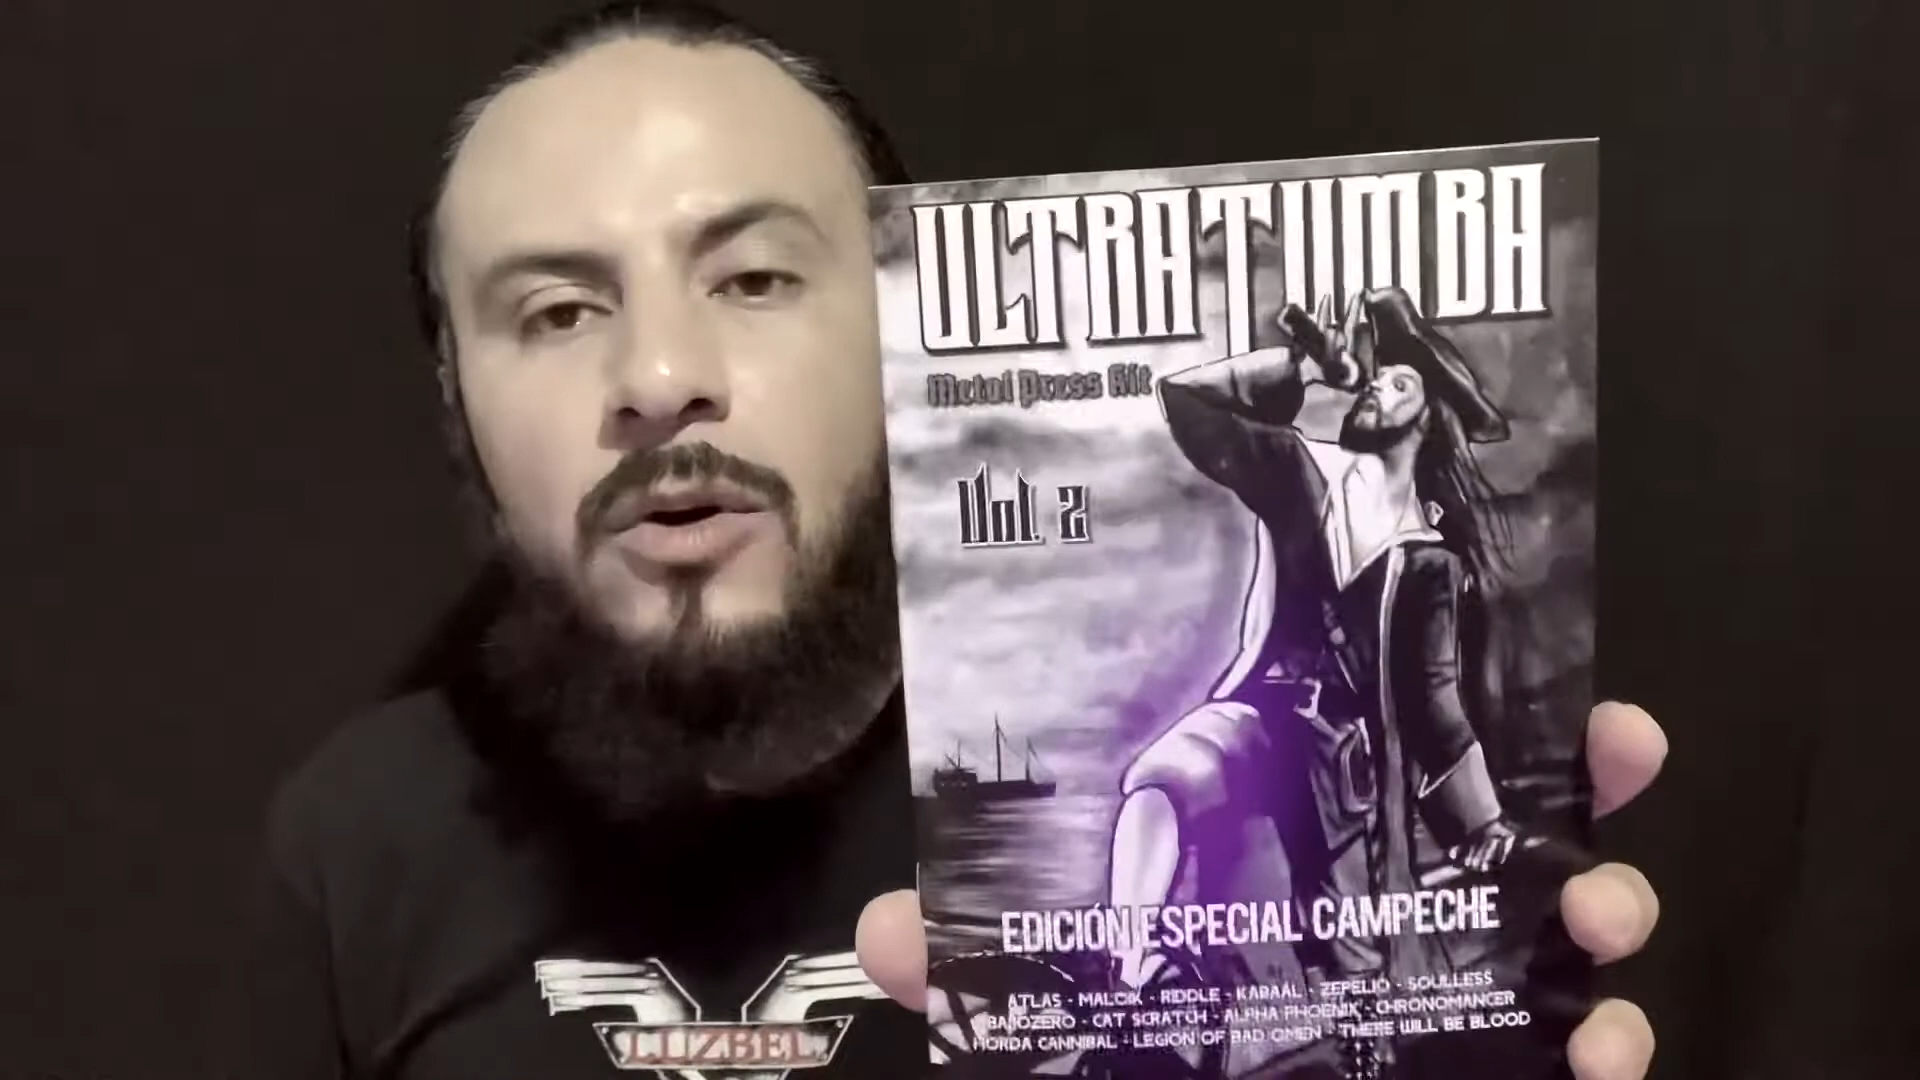 ULTRATUMBA
Metal Press Kit
Vol. 2
EDICIÓN ESPECIAL CAMPECHE
ATLAS - MALCIK - RIDDLE - KABAAL - ZEPELIO - SOULLESS
BAJOZERO - CAT SCRATCH - ALPHA PHOENIX - CHRONOMANCER
HORDA CANNIBAL - LEGION OF BAD OMEN - THERE WILL BE BLOOD
LUZBEL